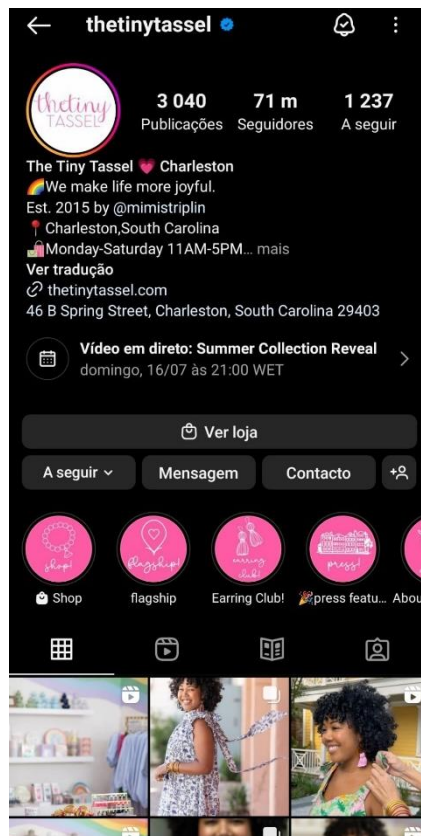 thetinytassel
thetiny
TASSEL
3 040
71 m
1 237
Publicações
Seguidores
A seguir
The Tiny Tassel 💗 Charleston
🌈We make life more joyful.
Est. 2015 by @mimistriplin
📍Charleston,South Carolina
🛍️Monday-Saturday 11AM-5PM... mais
Ver tradução
thetinytassel.com
46 B Spring Street, Charleston, South Carolina 29403
Vídeo em direto: Summer Collection Reveal
domingo, 16/07 às 21:00 WET
Ver loja
A seguir
Mensagem
Contacto
shop!
flagship!
earring club!
press!
Shop
flagship
Earring Club!
🎉press featu...
Abou